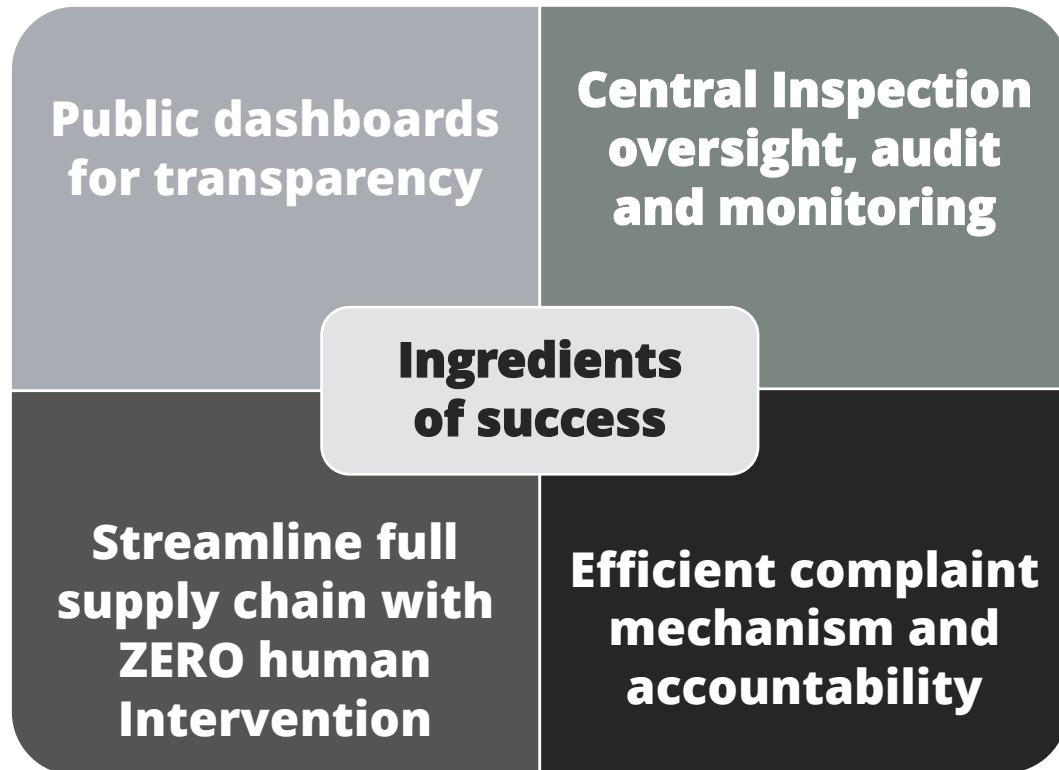 Public dashboards
for transparency
Central Inspection
oversight, audit
and monitoring
Ingredients
of success
Streamline full
supply chain with
ZERO human
Intervention
Efficient complaint
mechanism and
accountability